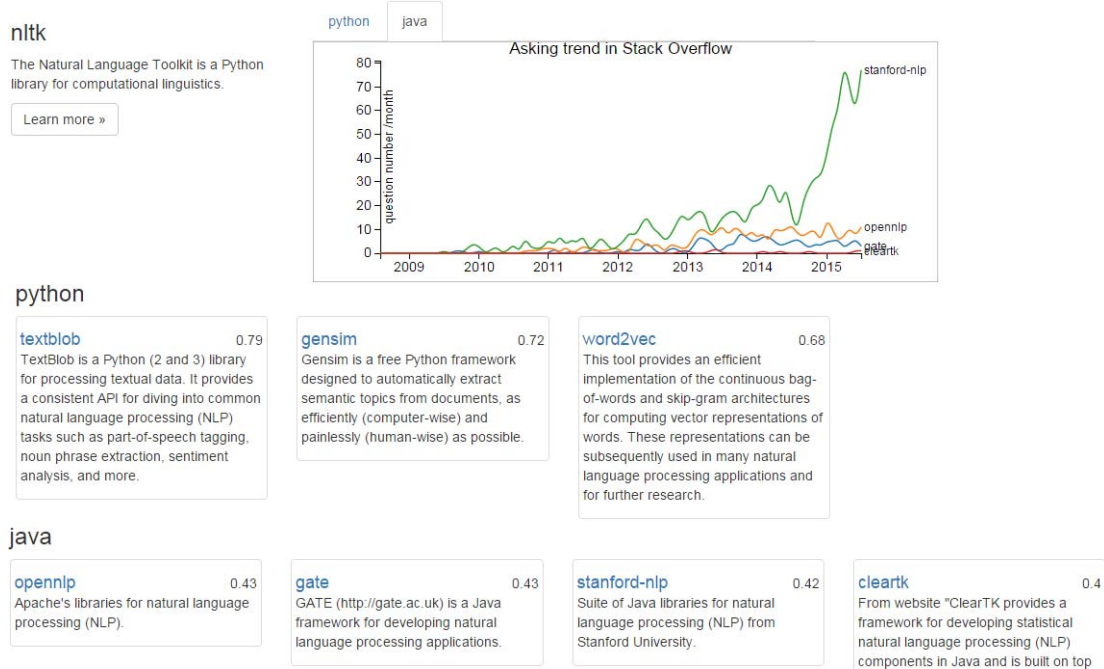 nltk
The Natural Language Toolkit is a Python
library for computational linguistics.
Learn more »
python java
Asking trend in Stack Overflow
question number /month
80
70
60
50
40
30
20
10
0
2009 2010 2011 2012 2013 2014 2015
stanford-nlp
opennlp
gate
cleartk
python
textblob 0.79
TextBlob is a Python (2 and 3) library
for processing textual data. It provides
a consistent API for diving into common
natural language processing (NLP)
tasks such as part-of-speech tagging,
noun phrase extraction, sentiment
analysis, and more.
gensim 0.72
Gensim is a free Python framework
designed to automatically extract
semantic topics from documents, as
efficiently (computer-wise) and
painlessly (human-wise) as possible.
word2vec 0.68
This tool provides an efficient
implementation of the continuous bag-
of-words and skip-gram architectures
for computing vector representations of
words. These representations can be
subsequently used in many natural
language processing applications and
for further research.
java
opennlp 0.43
Apache's libraries for natural language
processing (NLP).
gate 0.43
GATE (http://gate.ac.uk) is a Java
framework for developing natural
language processing applications.
stanford-nlp 0.42
Suite of Java libraries for natural
language processing (NLP) from
Stanford University.
cleartk 0.4
From website "ClearTK provides a
framework for developing statistical
natural language processing (NLP)
components in Java and is built on top